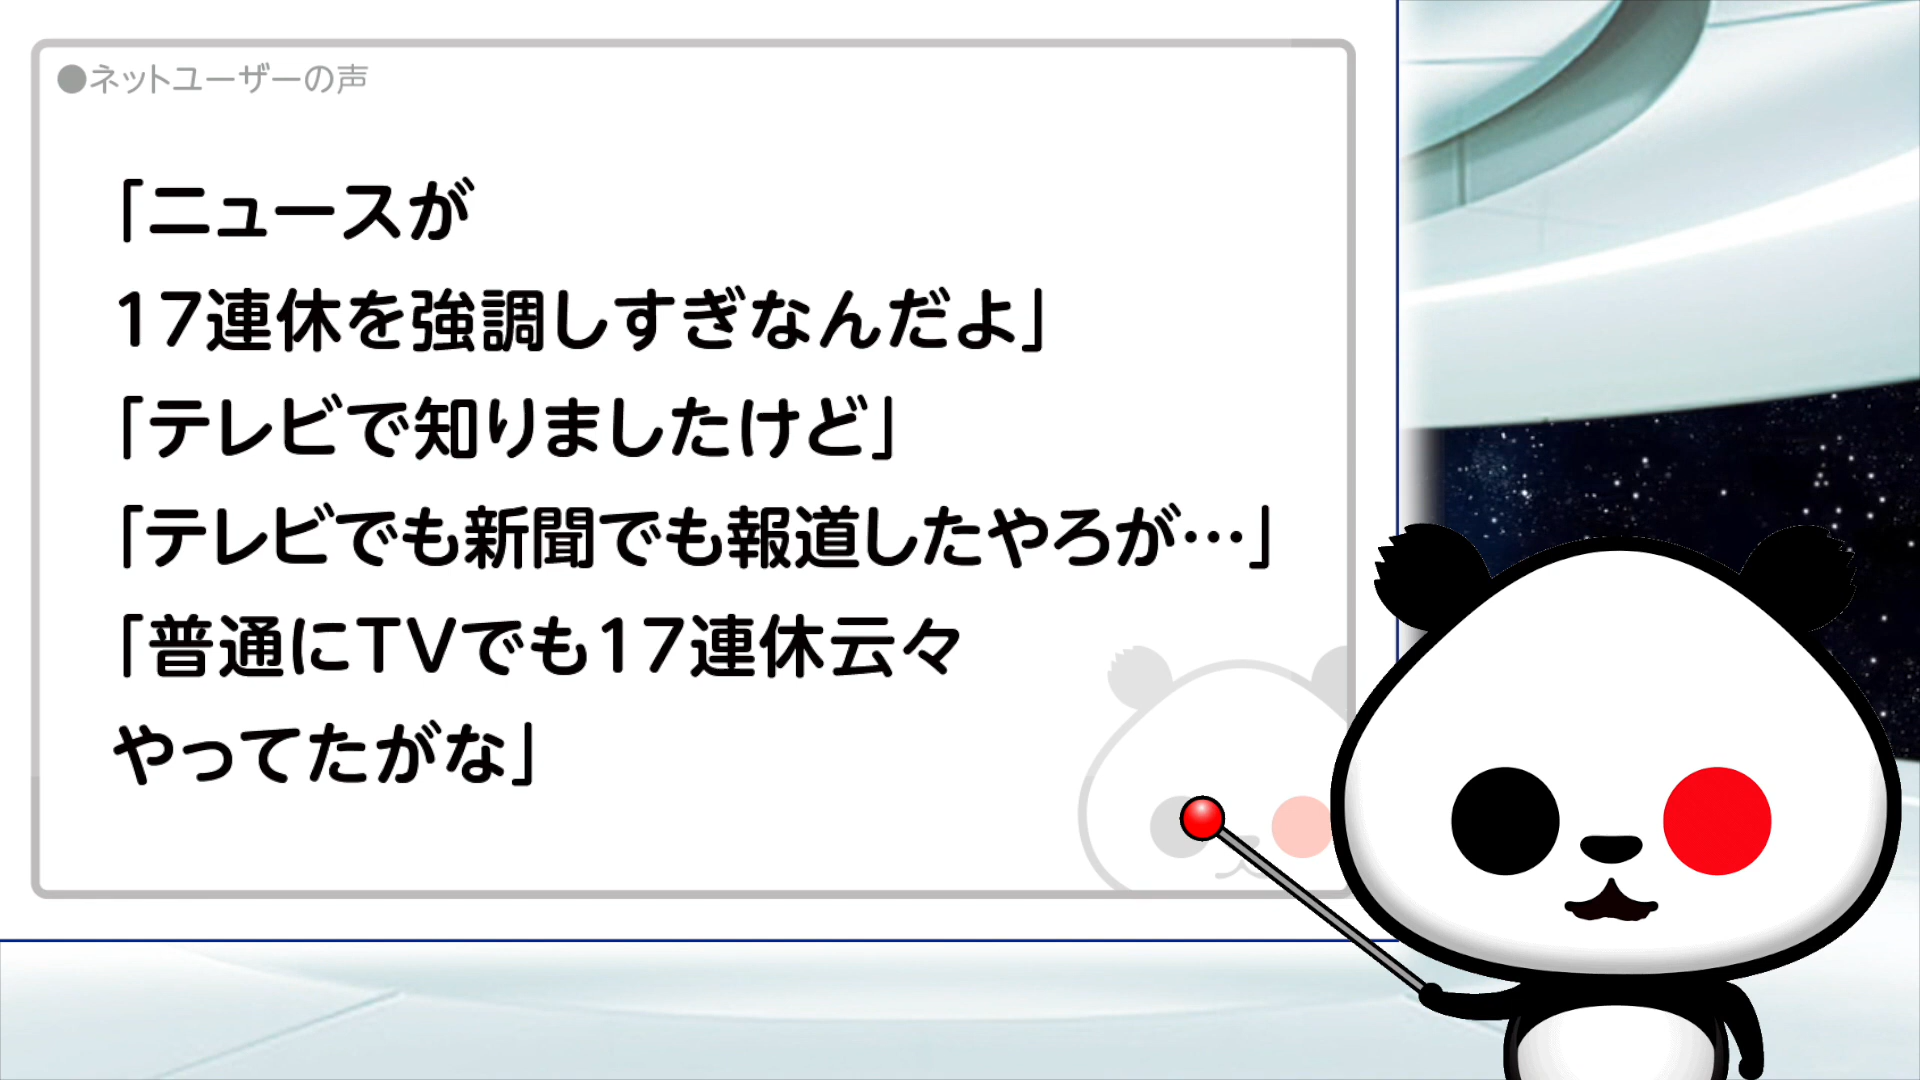 ●ネットユーザーの声
「ニュースが
17連休を強調しすぎなんだよ」
「テレビで知りましたけど」
「テレビでも新聞でも報道したやろが…」
「普通にTVでも17連休云々
やってたがな」